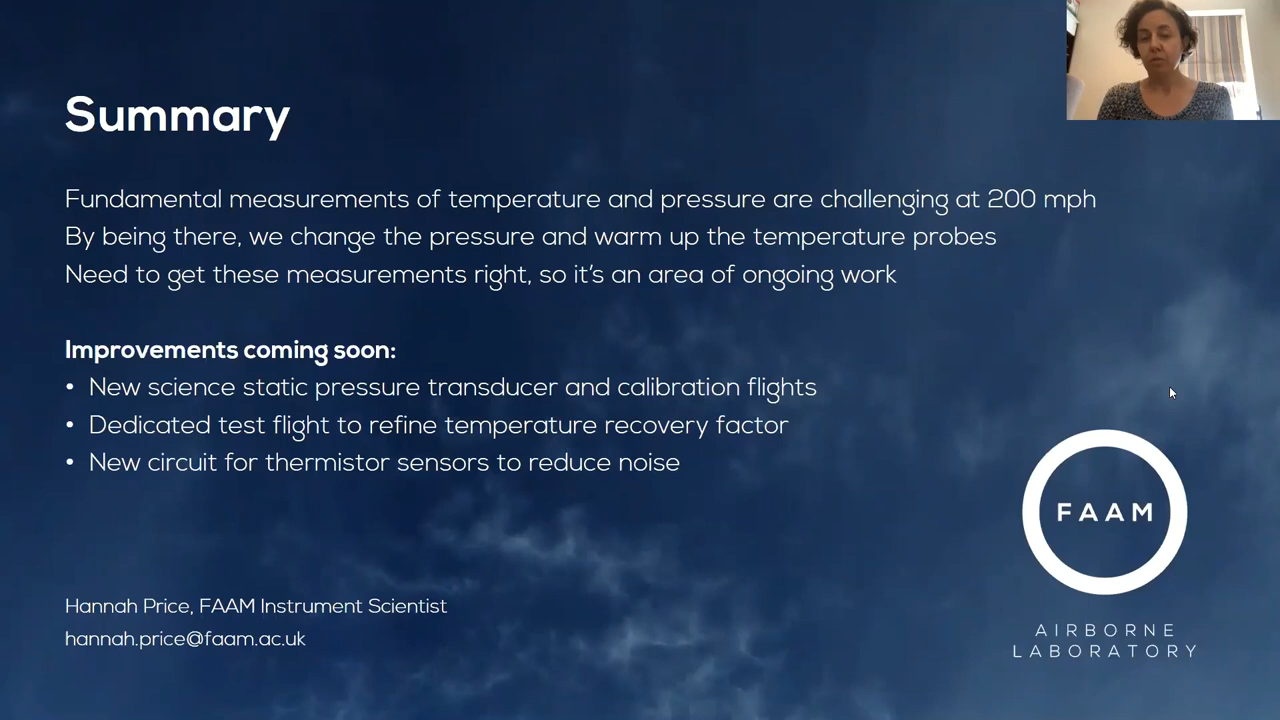 Summary
Fundamental measurements of temperature and pressure are challenging at 200 mph
By being there, we change the pressure and warm up the temperature probes
Need to get these measurements right, so it's an area of ongoing work
Improvements coming soon:
• New science static pressure transducer and calibration flights
• Dedicated test flight to refine temperature recovery factor
• New circuit for thermistor sensors to reduce noise
FAAM
AIRBORNE
LABORATORY
Hannah Price, FAAM Instrument Scientist
hannah.price@faam.ac.uk